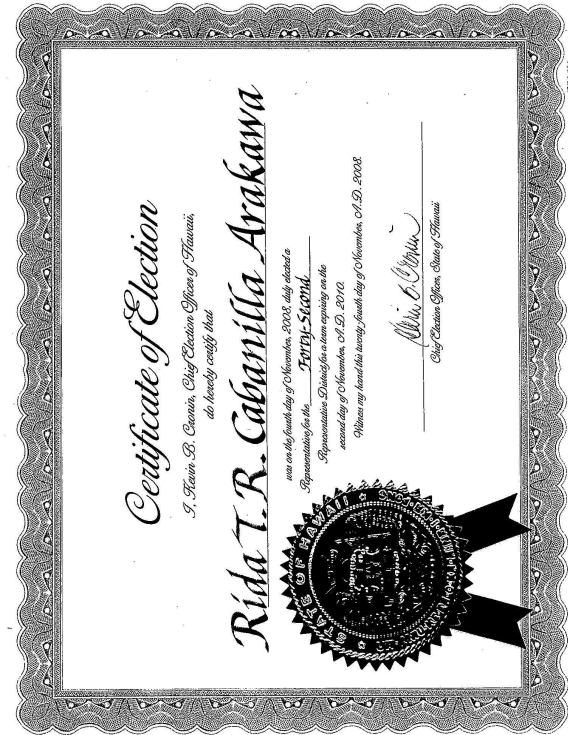 Certificate of Election
I, Kevin B. Cronin, Chief Election Officer of Hawaii,
do hereby certify that
Rida T. R. Cabanilla Arakawa
was on the fourth day of November, 2008, duly elected a
Representative for the Forty-Second
Representative District for a term expiring on the
second day of November, A.D. 2010.
Witness my hand this twenty-fourth day of November, A.D. 2008.
Chief Election Officer, State of Hawaii
STATE OF HAWAII